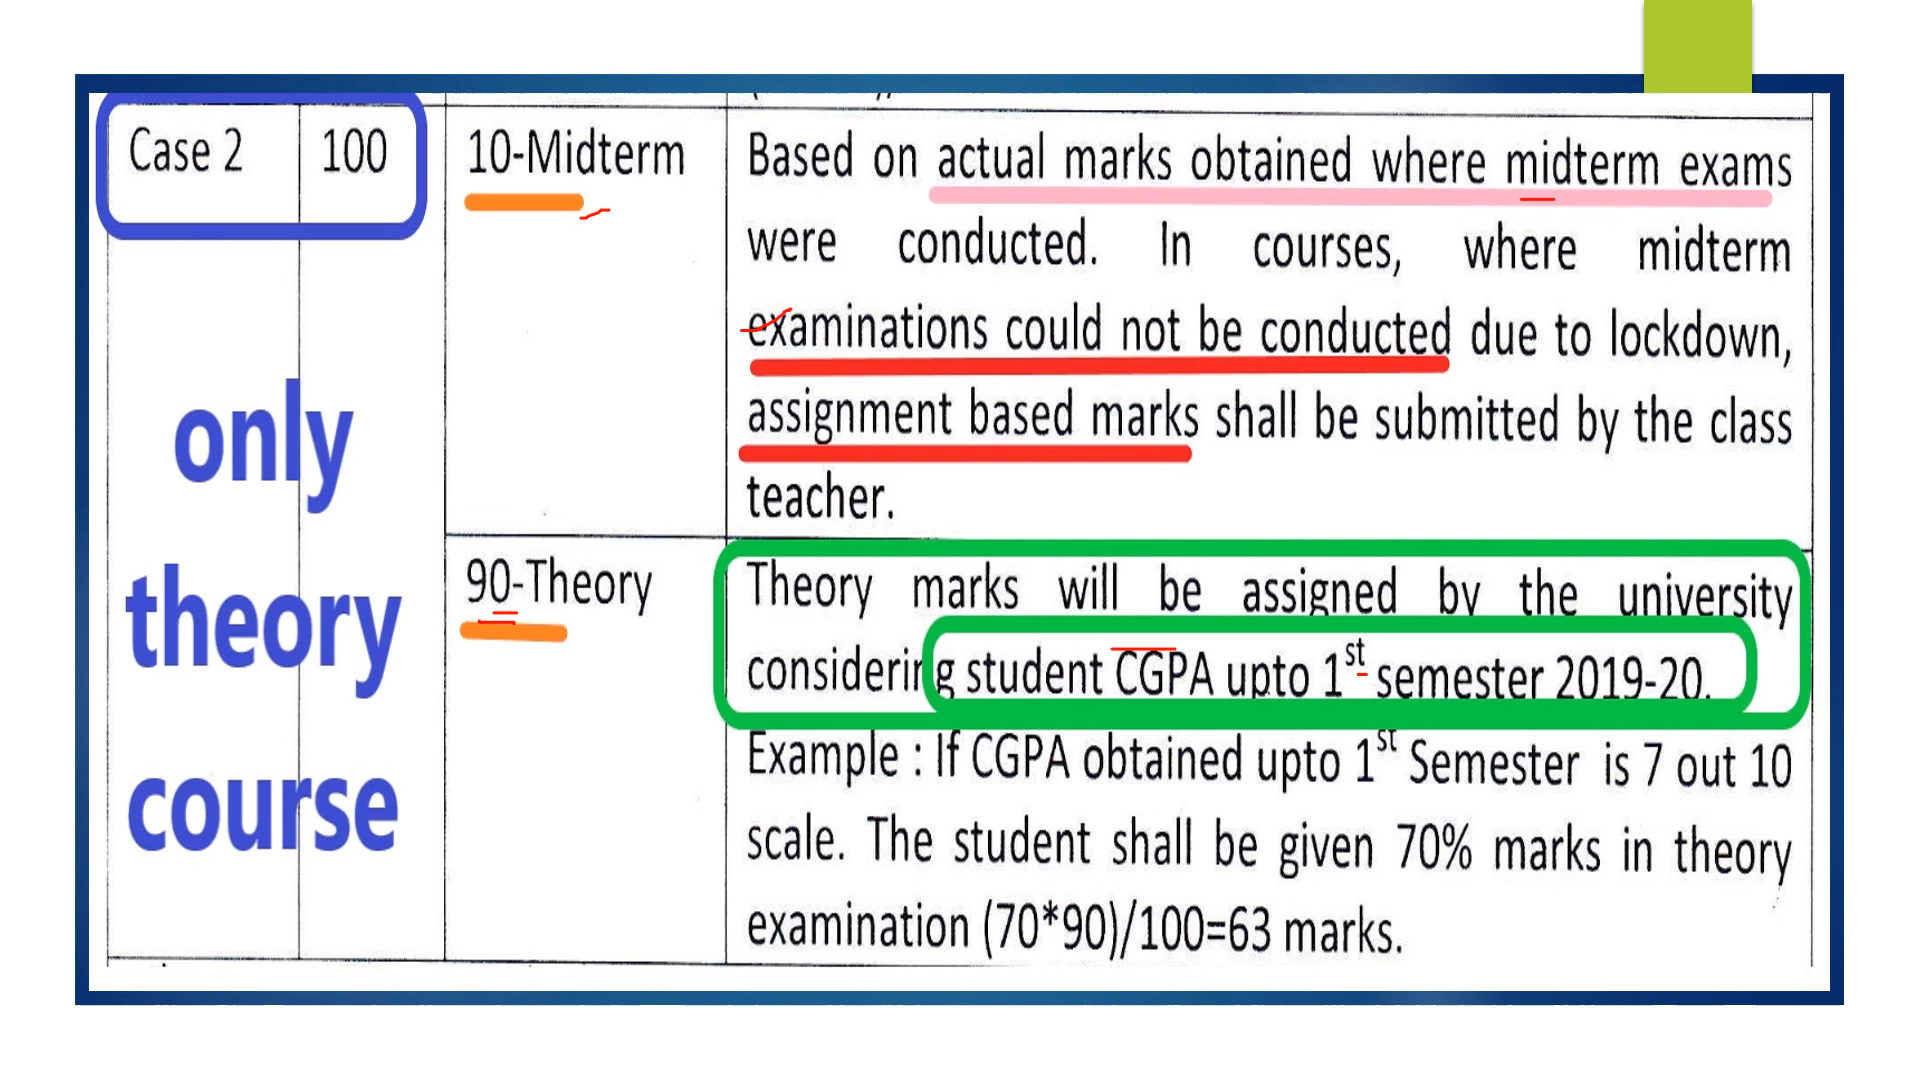 Case 2
100
10-Midterm
Based on actual marks obtained where midterm exams
were conducted. In courses, where midterm
examinations could not be conducted due to lockdown,
assignment based marks shall be submitted by the class
teacher.
only
theory
course
90-Theory
Theory marks will be assigned by the university
considering student CGPA upto 1st semester 2019-20.
Example : If CGPA obtained upto 1st Semester is 7 out 10
scale. The student shall be given 70% marks in theory
examination (70*90)/100=63 marks.